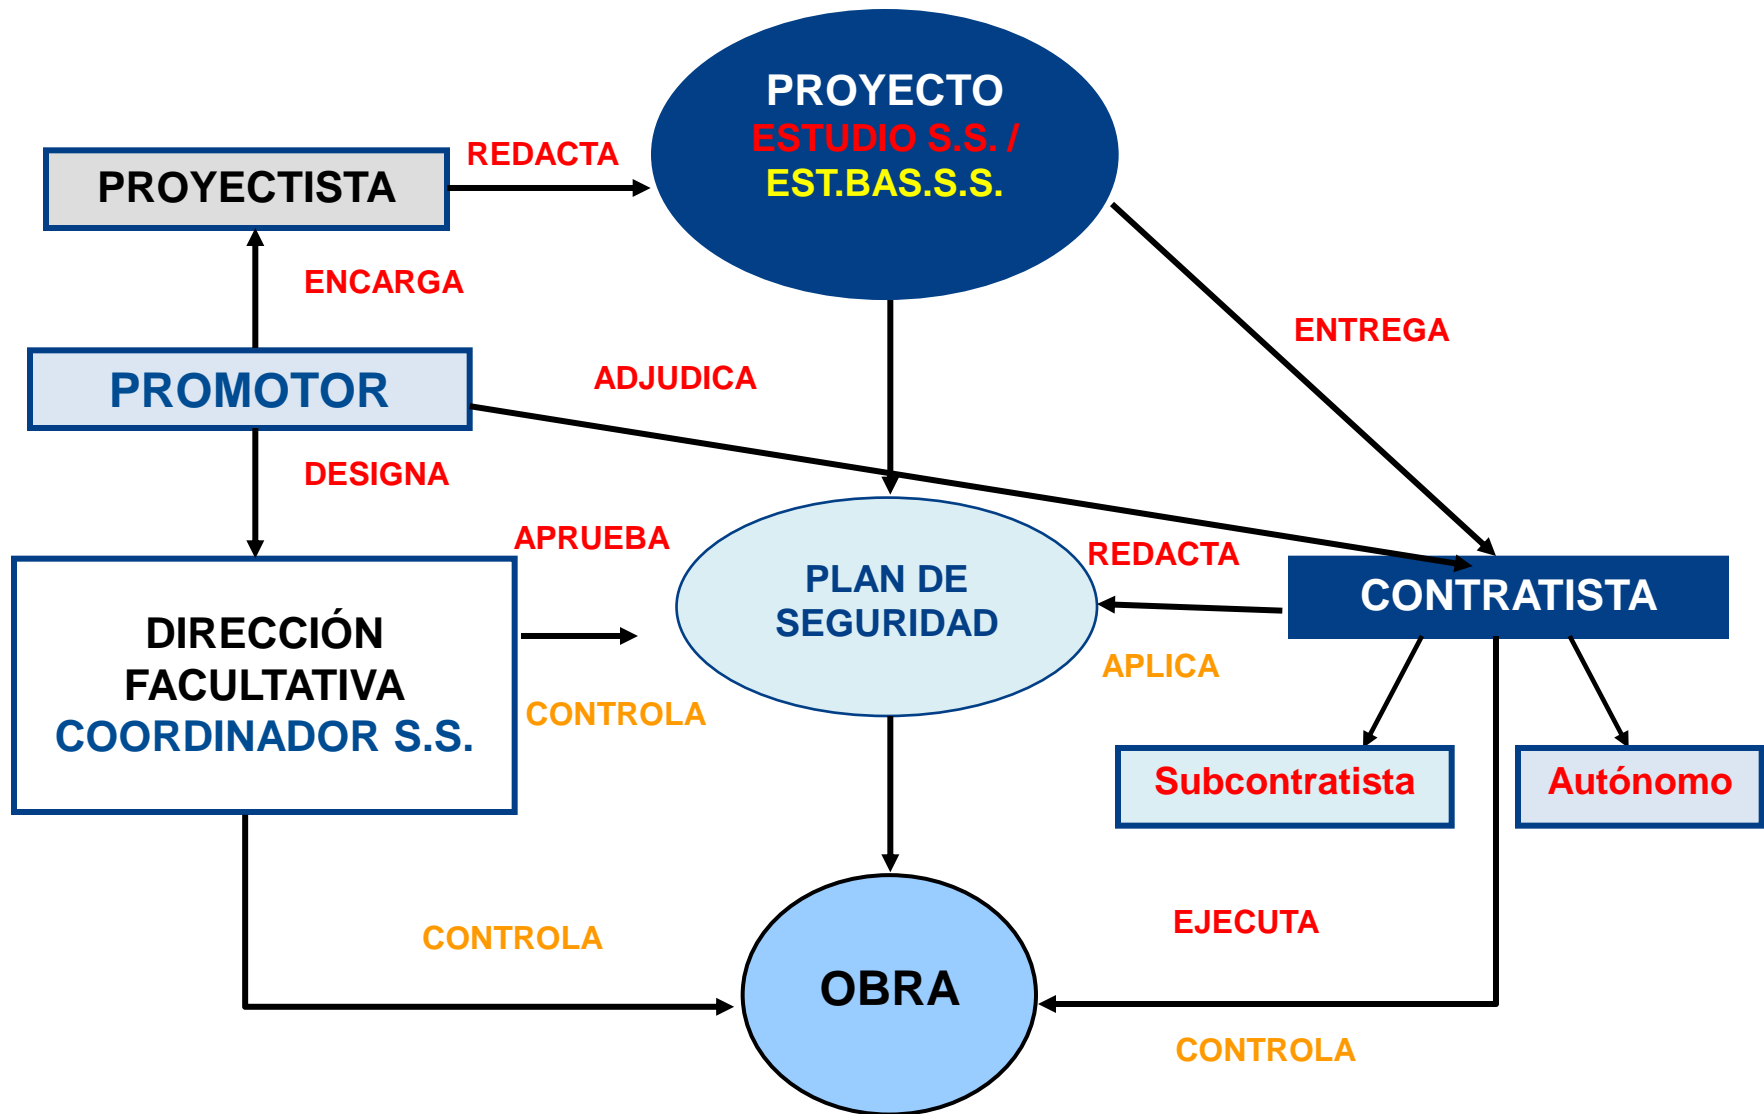 PROYECTO
ESTUDIO S.S. /
EST.BAS.S.S.
REDACTA
PROYECTISTA
ENCARGA
ENTREGA
PROMOTOR
ADJUDICA
DESIGNA
APRUEBA
REDACTA
PLAN DE
SEGURIDAD
CONTRATISTA
DIRECCIÓN
FACULTATIVA
COORDINADOR S.S.
APLICA
CONTROLA
Subcontratista
Autónomo
EJECUTA
CONTROLA
OBRA
CONTROLA